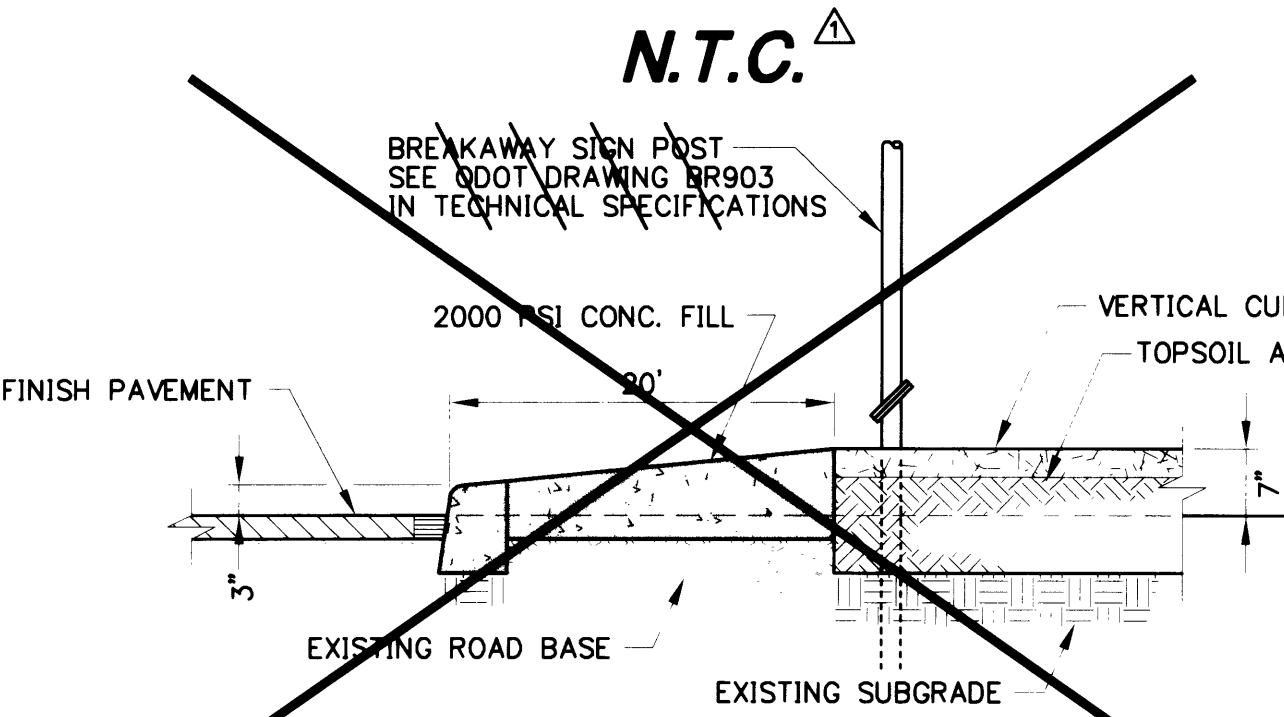 N.T.C. 1
BREAKAWAY SIGN POST
SEE ODOT DRAWING BR903
IN TECHNICAL SPECIFICATIONS
2000 PSI CONC. FILL
VERTICAL CU
TOPSOIL A
20'
FINISH PAVEMENT
7"
3"
EXISTING ROAD BASE
EXISTING SUBGRADE